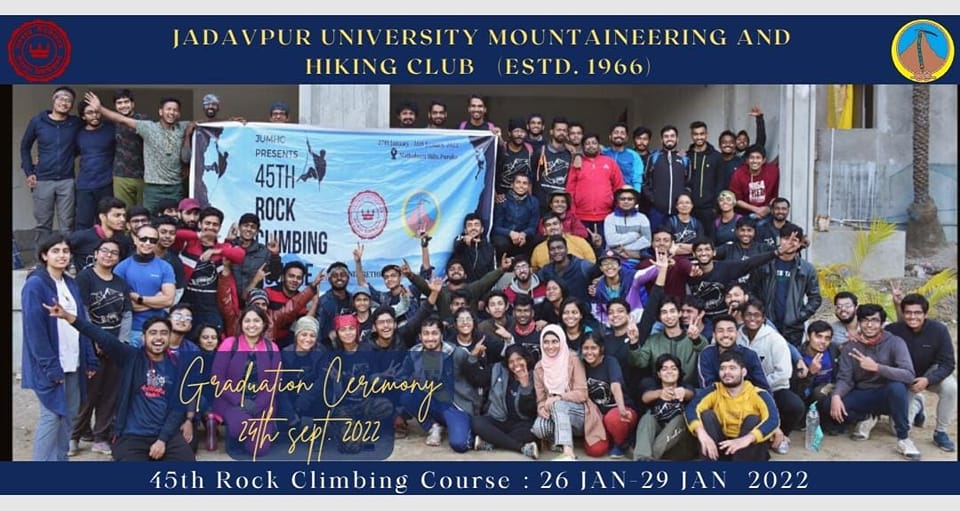 JADAVPUR UNIVERSITY MOUNTAINEERING AND
HIKING CLUB (ESTD. 1966)
JUMHC
PRESENTS
45TH
ROCK
CLIMBING
Graduation Ceremony
24th sept. 2022
45th Rock Climbing Course : 26 JAN-29 JAN 2022